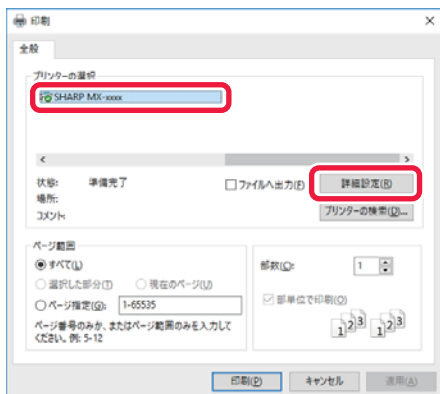 印刷
全般
プリンターの選択
SHARP MX-xxxx
状態: 準備完了
場所:
コメント:
ファイルへ出力(F)
詳細設定(R)
プリンターの検索(D)...
ページ範囲
すべて(L)
選択した部分(T) 現在のページ(U)
ページ指定(G): 1-65535
ページ番号のみか、またはページ範囲のみを入力して
ください。例: 5-12
部数(C): 1
部単位で印刷(O)
1 2 3 1 2 3
印刷(P) キャンセル 適用(A)